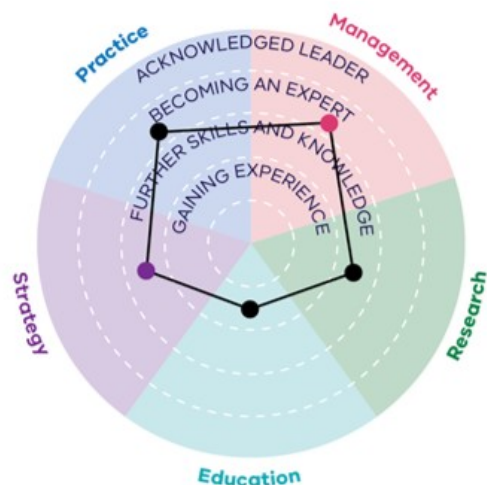 Practice
Management
ACKNOWLEDGED LEADER
BECOMING AN EXPERT
FURTHER SKILLS AND KNOWLEDGE
GAINING EXPERIENCE
Strategy
Research
Education